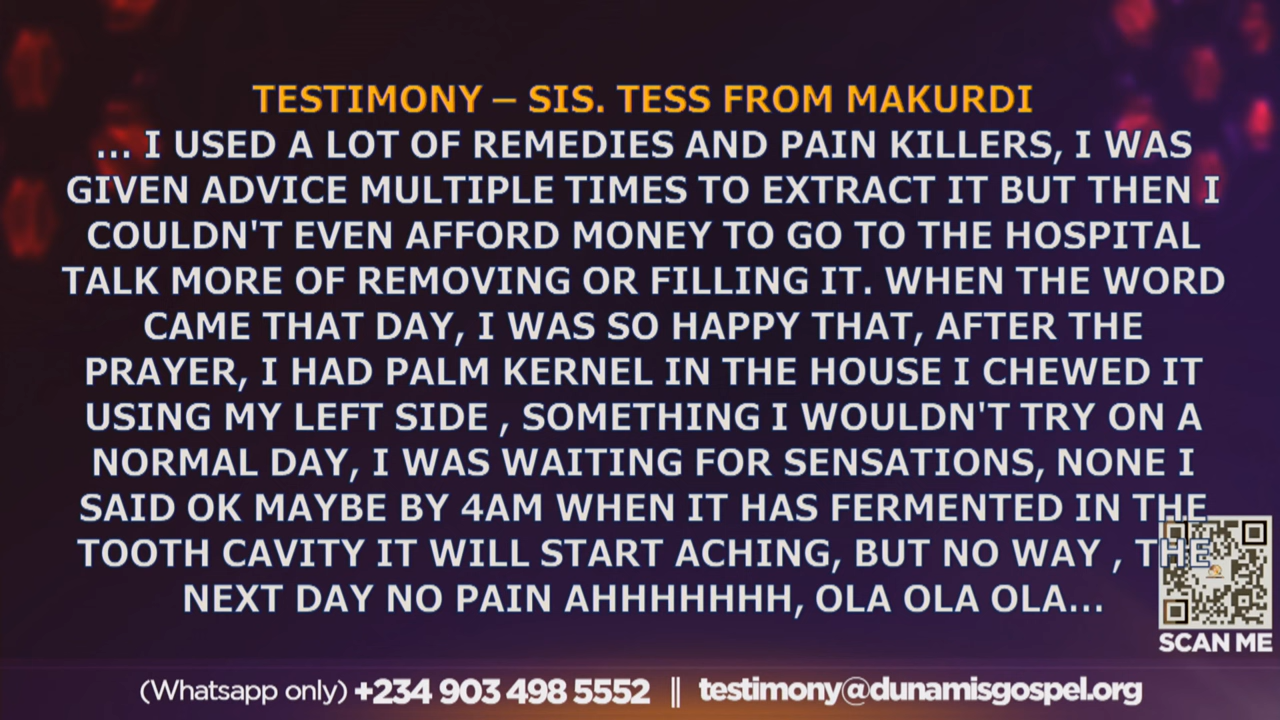 TESTIMONY – SIS. TESS FROM MAKURDI
... I USED A LOT OF REMEDIES AND PAIN KILLERS, I WAS
GIVEN ADVICE MULTIPLE TIMES TO EXTRACT IT BUT THEN I
COULDN'T EVEN AFFORD MONEY TO GO TO THE HOSPITAL
TALK MORE OF REMOVING OR FILLING IT. WHEN THE WORD
CAME THAT DAY, I WAS SO HAPPY THAT, AFTER THE
PRAYER, I HAD PALM KERNEL IN THE HOUSE I CHEWED IT
USING MY LEFT SIDE , SOMETHING I WOULDN'T TRY ON A
NORMAL DAY, I WAS WAITING FOR SENSATIONS, NONE I
SAID OK MAYBE BY 4AM WHEN IT HAS FERMENTED IN THE
TOOTH CAVITY IT WILL START ACHING, BUT NO WAY , THE
NEXT DAY NO PAIN AHHHHHHH, OLA OLA OLA...
SCAN ME
(Whatsapp only) +234 903 498 5552 || testimony@dunamisgospel.org